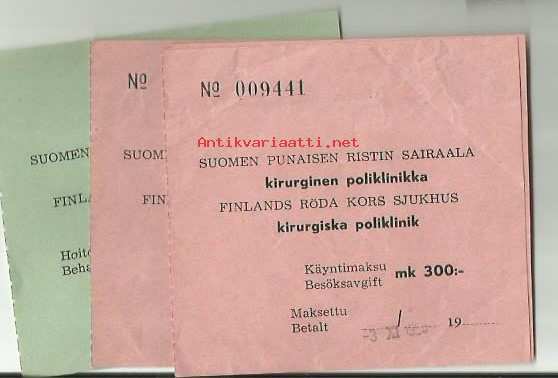 Nº
Nº 009441
Antikvariaatti.net
SUOMEN
SUOM
SUOMEN PUNAISEN RISTIN SAIRAALA
kirurginen poliklinikka
FINLA
FIN
FINLANDS RÖDA KORS SJUKHUS
kirurgiska poliklinik
Hoito
Beha
Käyntimaksu
Besöksavgift
mk 300:-
Maksettu
Betalt
/
19